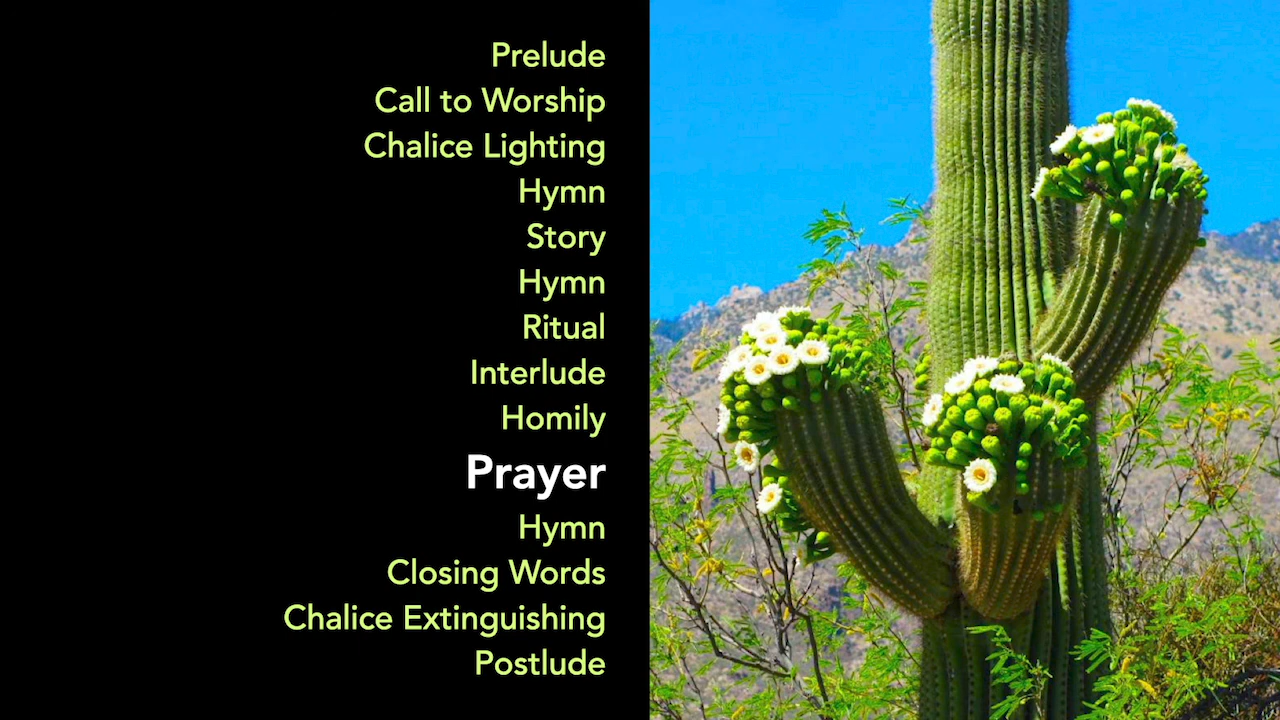 Prelude
Call to Worship
Chalice Lighting
Hymn
Story
Hymn
Ritual
Interlude
Homily
Prayer
Hymn
Closing Words
Chalice Extinguishing
Postlude